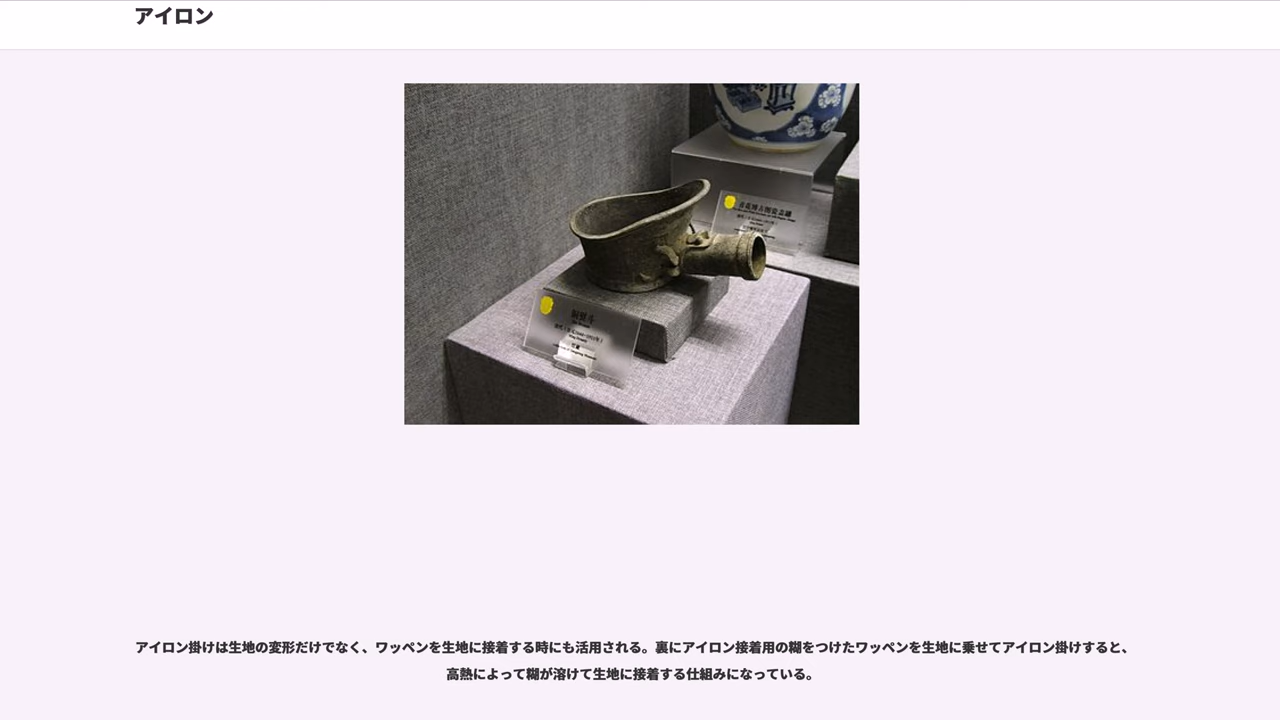 アイロン
銅熨斗
アイロン掛けは生地の変形だけでなく、ワッペンを生地に接着する時にも活用される。裏にアイロン接着用の糊をつけたワッペンを生地に乗せてアイロン掛けすると、
高熱によって糊が溶けて生地に接着する仕組みになっている。